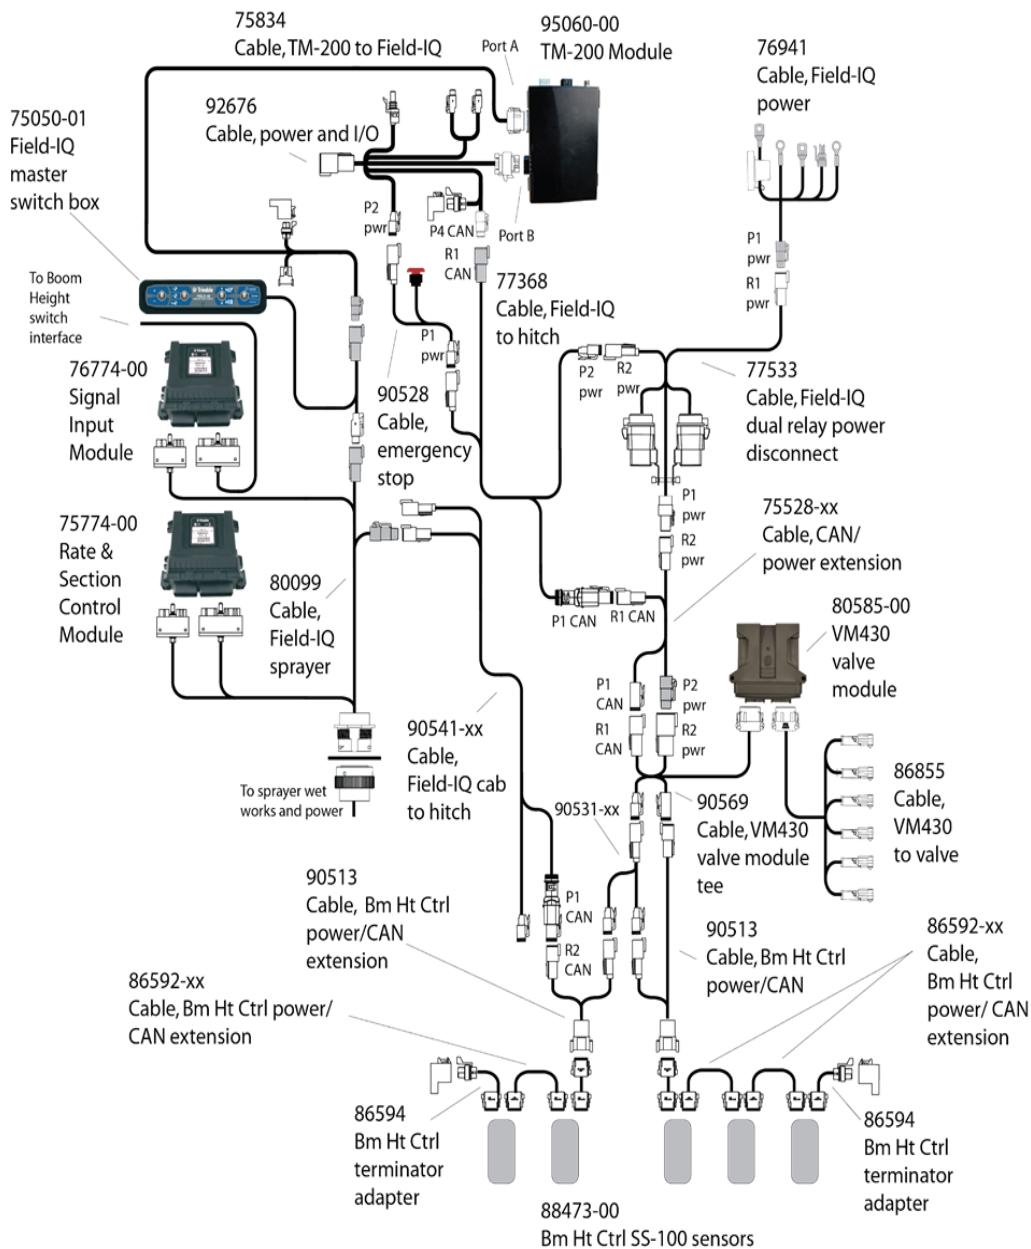 75834
Cable, TM-200 to Field-IQ
Port A
95060-00
TM-200 Module
76941
Cable, Field-IQ
power
92676
Cable, power and I/O
75050-01
Field-IQ
master
switch box
P2
pwr
P4 CAN
Port B
R1
CAN
P1
pwr
R1
pwr
To Boom
Height
switch
interface
Trimble
77368
Cable, Field-IQ
to hitch
P1
pwr
76774-00
Signal
Input
Module
90528
Cable,
emergency
stop
P2
pwr
R2
pwr
77533
Cable, Field-IQ
dual relay power
disconnect
P1
pwr
R2
pwr
75528-xx
Cable, CAN/
power extension
75774-00
Rate &
Section
Control
Module
80099
Cable,
Field-IQ
sprayer
P1 CAN
R1 CAN
80585-00
VM430
valve
module
P1
CAN
P2
pwr
R1
CAN
R2
pwr
90541-xx
Cable,
Field-IQ cab
to hitch
To sprayer wet
works and power
90531-xx
90569
Cable, VM430
valve module
tee
86855
Cable,
VM430
to valve
90513
Cable, Bm Ht Ctrl
power/CAN
extension
P1
CAN
R2
CAN
90513
Cable, Bm Ht Ctrl
power/CAN
86592-xx
Cable,
Bm Ht Ctrl
power/ CAN
extension
86592-xx
Cable, Bm Ht Ctrl power/
CAN extension
86594
Bm Ht Ctrl
terminator
adapter
86594
Bm Ht Ctrl
terminator
adapter
88473-00
Bm Ht Ctrl SS-100 sensors